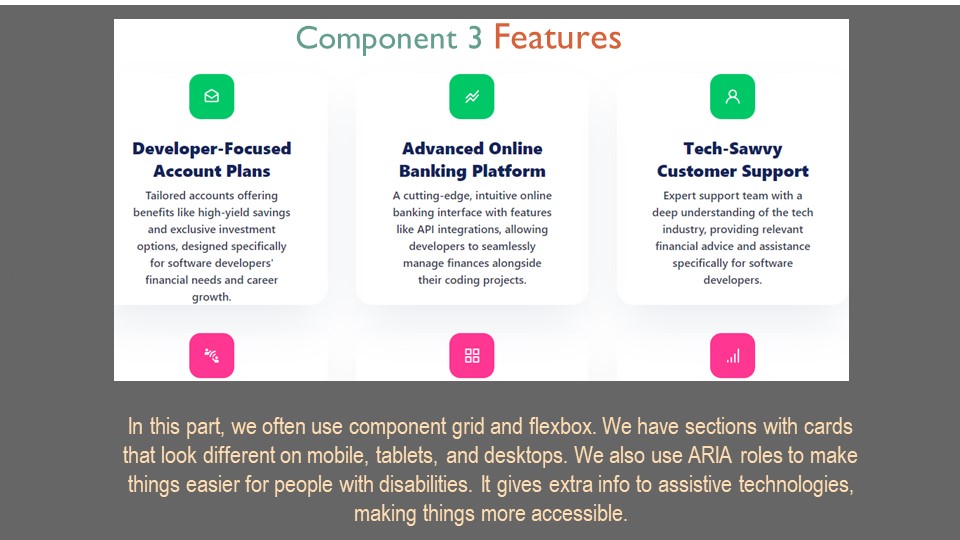 Component 3 Features
Developer-Focused
Account Plans
Tailored accounts offering
benefits like high-yield savings
and exclusive investment
options, designed specifically
for software developers'
financial needs and career
growth.
Advanced Online
Banking Platform
A cutting-edge, intuitive online
banking interface with features
like API integrations, allowing
developers to seamlessly
manage finances alongside
their coding projects.
Tech-Sawvy
Customer Support
Expert support team with a
deep understanding of the tech
industry, providing relevant
financial advice and assistance
specifically for software
developers.
In this part, we often use component grid and flexbox. We have sections with cards
that look different on mobile, tablets, and desktops. We also use ARIA roles to make
things easier for people with disabilities. It gives extra info to assistive technologies,
making things more accessible.